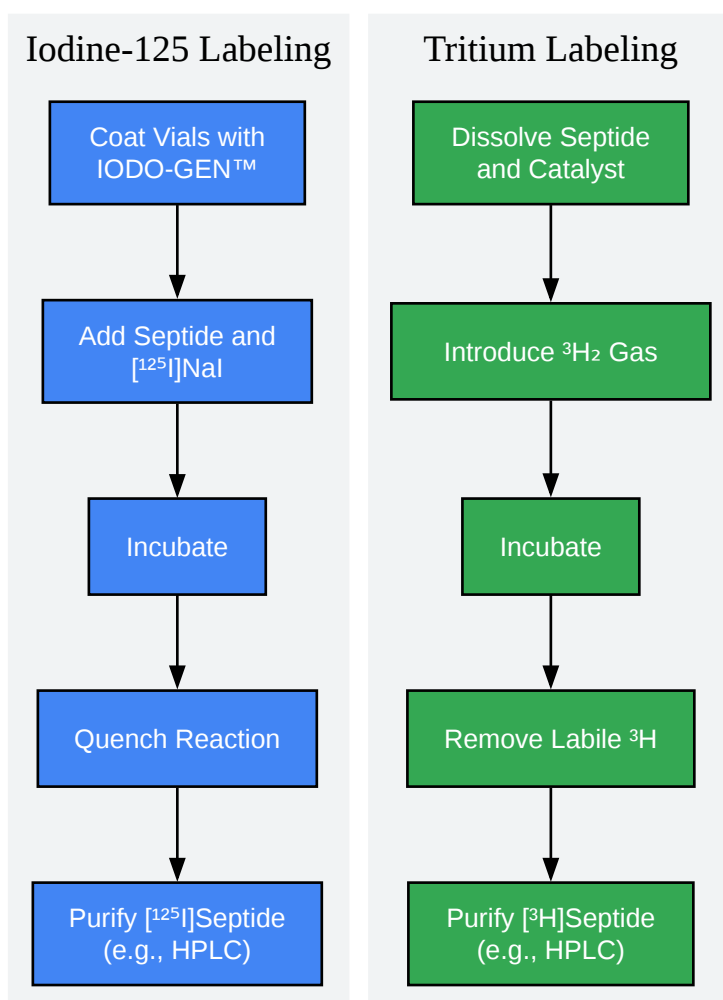 Iodine-125 Labeling
Coat Vials with
IODO-GEN™
Add Septide and
[¹²⁵I]NaI
Incubate
Quench Reaction
Purify [¹²⁵I]Septide
(e.g., HPLC)
Tritium Labeling
Dissolve Septide
and Catalyst
Introduce ³H₂ Gas
Incubate
Remove Labile ³H
Purify [³H]Septide
(e.g., HPLC)